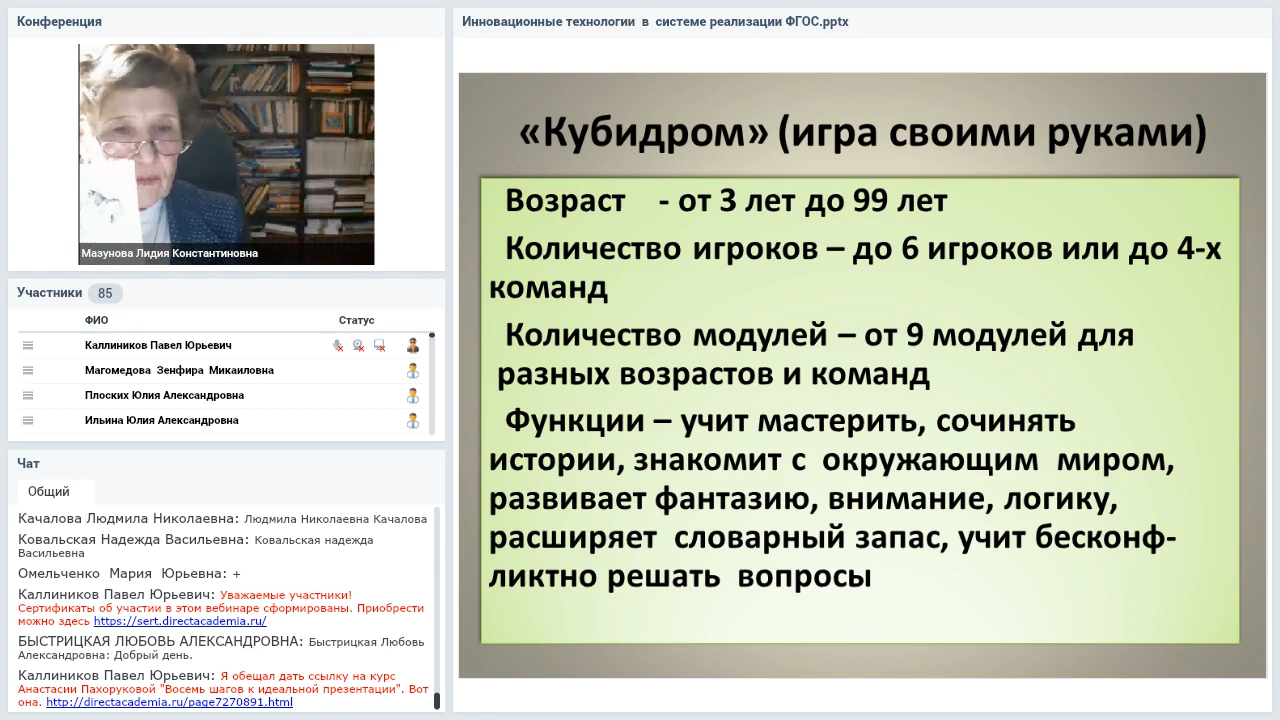 Конференция
Мазунова Лидия Константиновна
Участники 85
ФИО Статус
Каллиников Павел Юрьевич
Магомедова Зенфира Микаиловна
Плоских Юлия Александровна
Ильина Юлия Александровна
Чат
Общий
Качалова Людмила Николаевна: Людмила Николаевна Качалова
Ковальская Надежда Васильевна: Ковальская надежда
Васильевна
Омельченко Мария Юрьевна: +
Каллиников Павел Юрьевич: Уважаемые участники!
Сертификаты об участии в этом вебинаре сформированы. Приобрести
можно здесь https://sert.directacademia.ru/
БЫСТРИЦКАЯ ЛЮБОВЬ АЛЕКСАНДРОВНА: Быстрицкая Любовь
Александровна: Добрый день.
Каллиников Павел Юрьевич: Я обещал дать ссылку на курс
Анастасии Пахоруковой "Восемь шагов к идеальной презентации". Вот
она. http://directacademia.ru/page7270891.html
Инновационные технологии в системе реализации ФГОС.pptx
«Кубидром» (игра своими руками)
Возраст - от 3 лет до 99 лет
Количество игроков – до 6 игроков или до 4-х
команд
Количество модулей – от 9 модулей для
разных возрастов и команд
Функции – учит мастерить, сочинять
истории, знакомит с окружающим миром,
развивает фантазию, внимание, логику,
расширяет словарный запас, учит бесконф-
ликтно решать вопросы